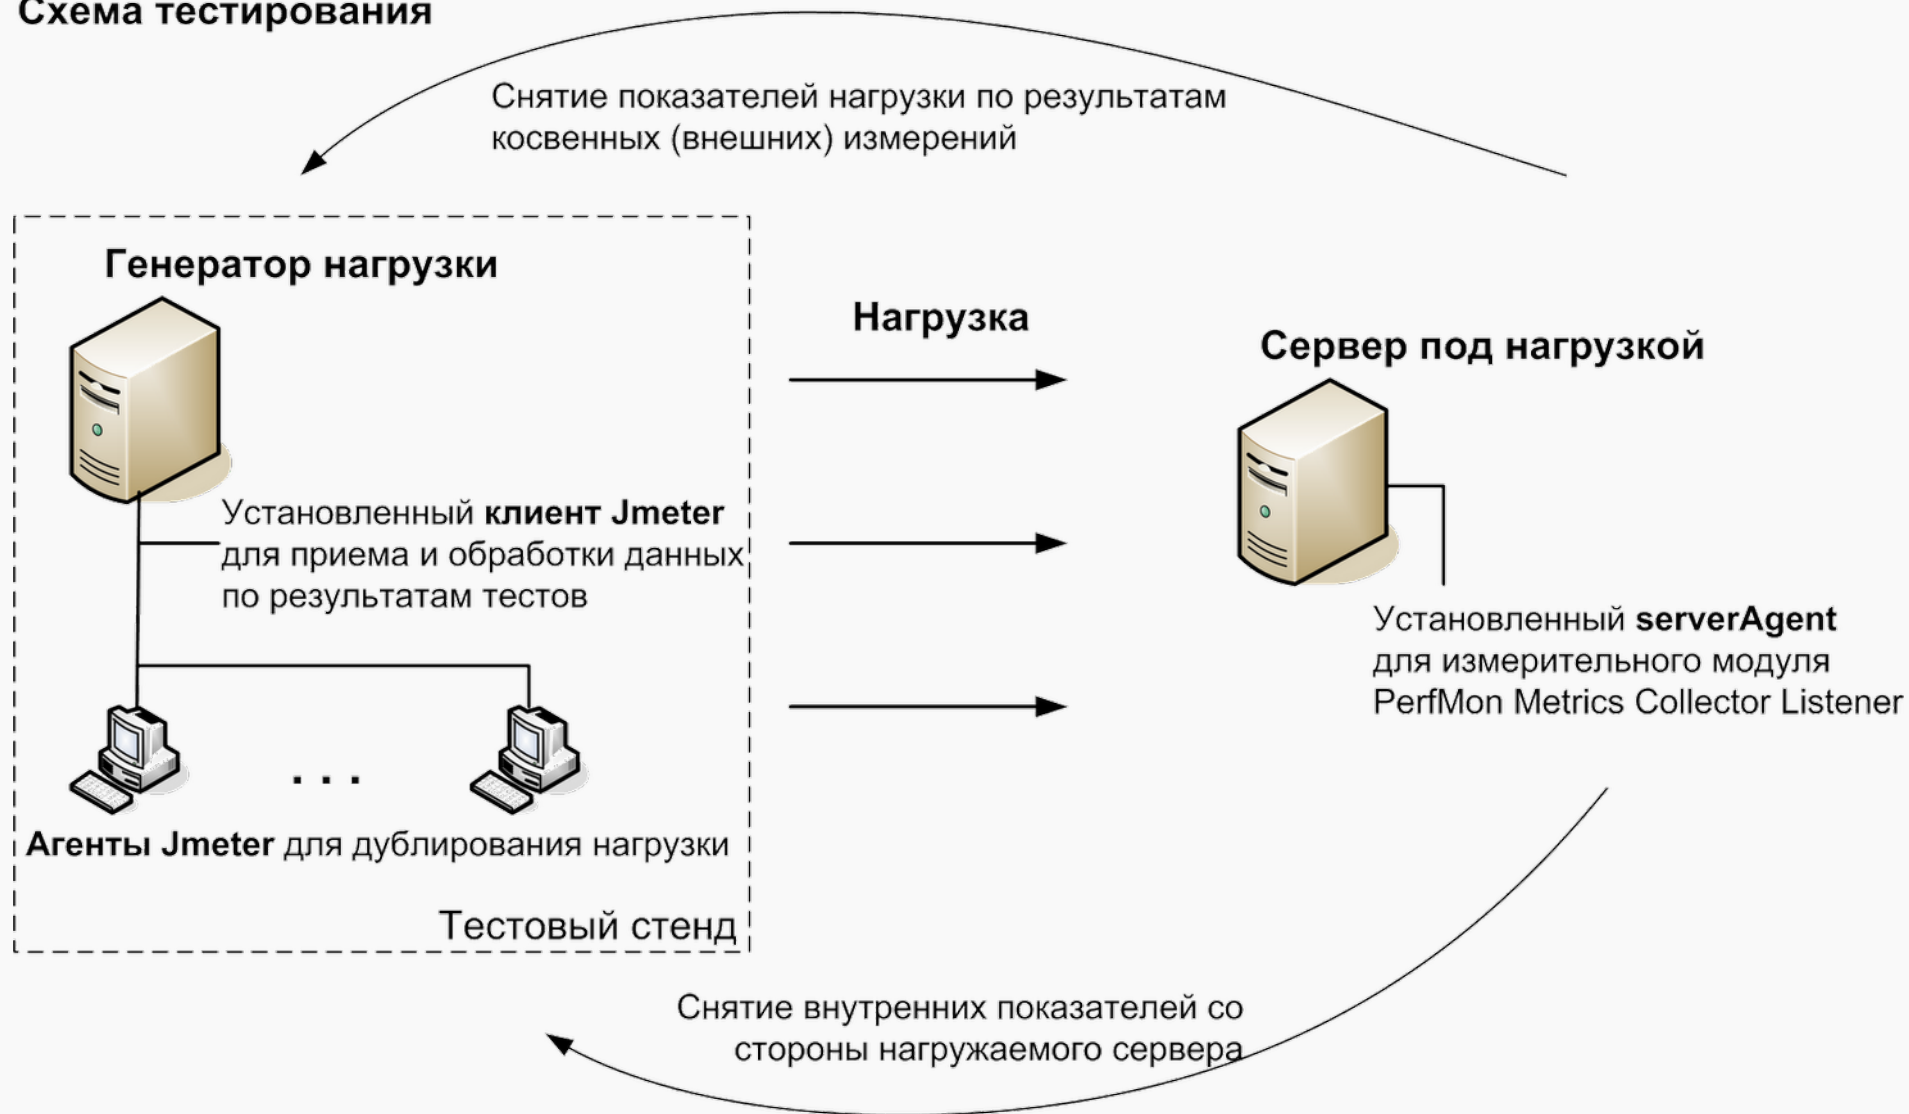 Схема тестирования
Снятие показателей нагрузки по результатам
косвенных (внешних) измерений
Генератор нагрузки
Нагрузка
Сервер под нагрузкой
Установленный клиент Jmeter
для приема и обработки данных
по результатам тестов
Установленный serverAgent
для измерительного модуля
PerfMon Metrics Collector Listener
. . .
Агенты Jmeter для дублирования нагрузки
Тестовый стенд
Снятие внутренних показателей со
стороны нагружаемого сервера